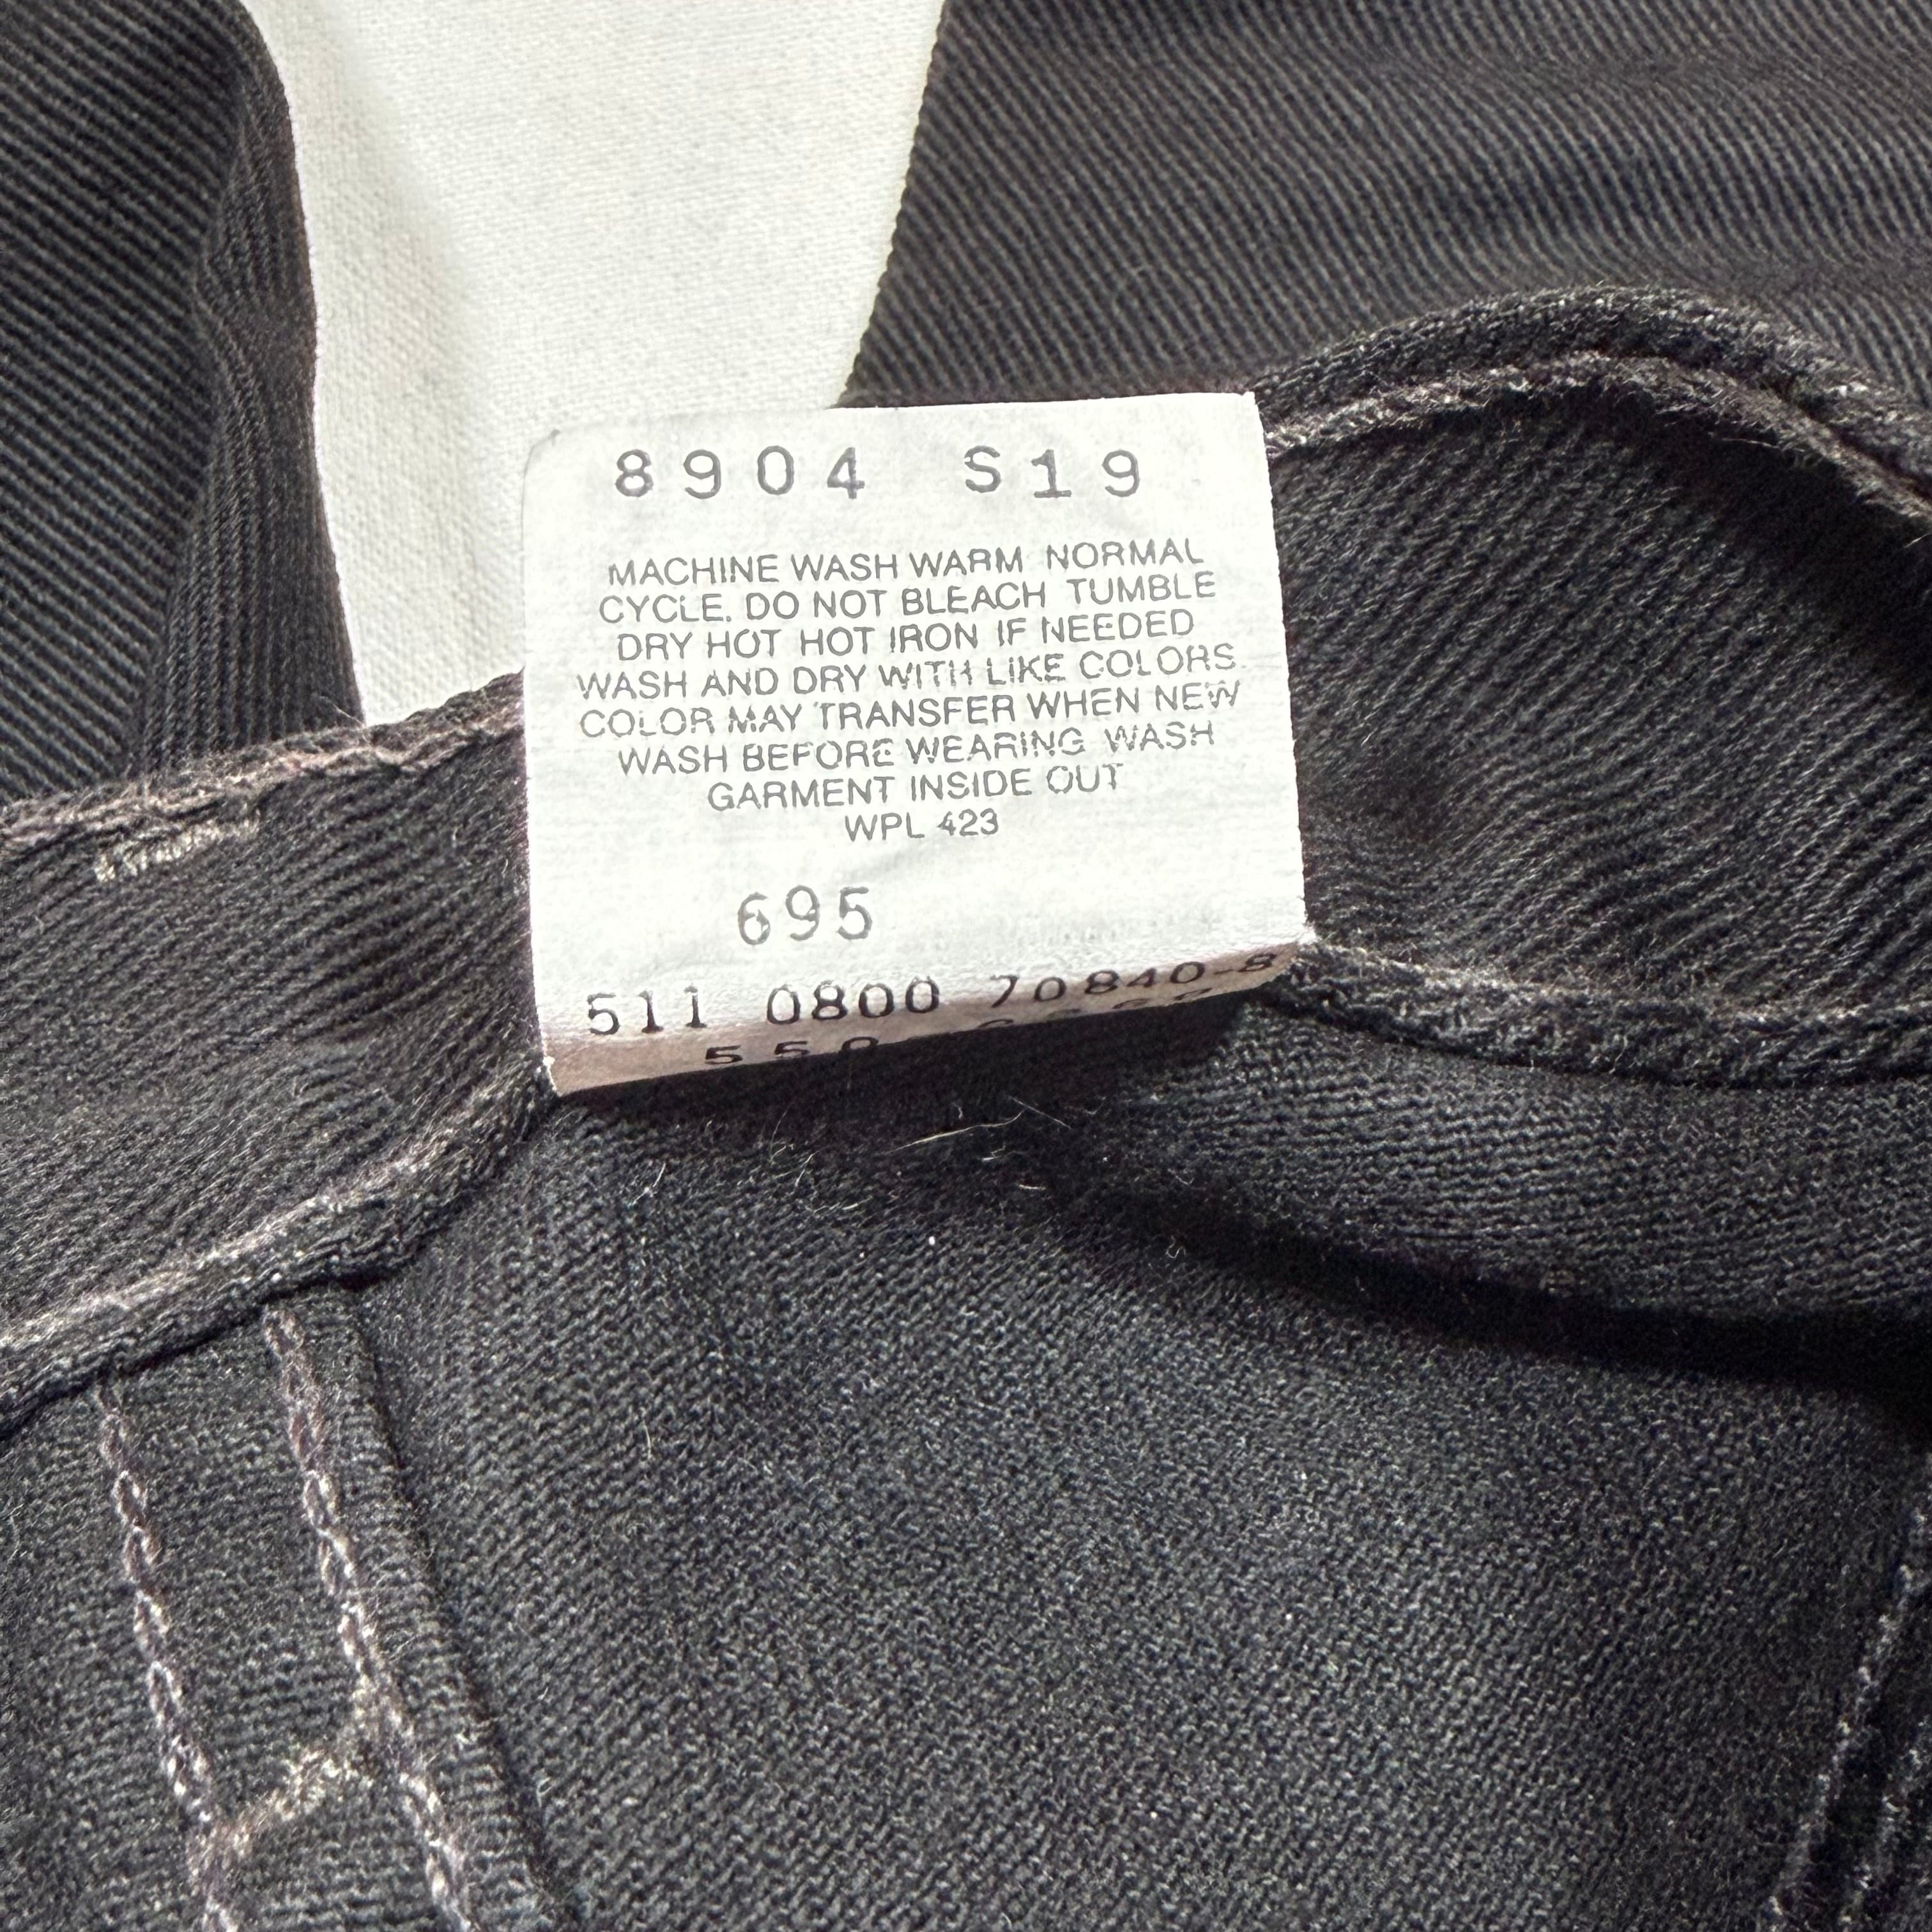 8904 S19
MACHINE WASH WARM NORMAL
CYCLE. DO NOT BLEACH TUMBLE
DRY HOT HOT IRON IF NEEDED
WASH AND DRY WITH LIKE COLORS.
COLOR MAY TRANSFER WHEN NEW
WASH BEFORE WEARING WASH
GARMENT INSIDE OUT
WPL 423
695
511 0800 70840-8